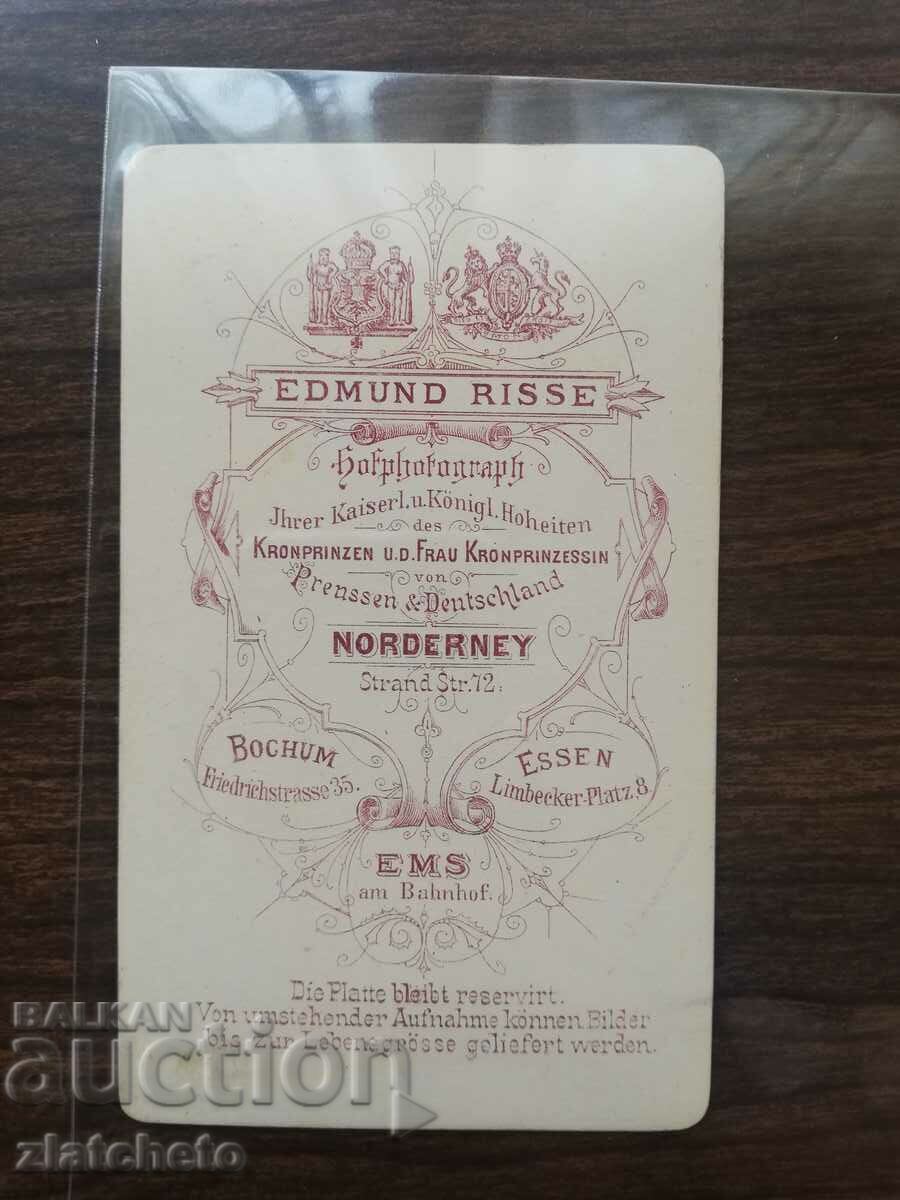 EDMUND RISSE
Hofphotograph
Jhrer Kaiserl. u. Königl. Hoheiten
des
KRONPRINZEN U. D. FRAU KRONPRINZESSIN
von
Preussen & Deutschland
NORDERNEY
Strand Str. 72.
BOCHUM
Friedrichstrasse 35.
ESSEN
Limbecker-Platz, 8.
EMS
am Bahnhof.
Die Platte bleibt reservirt.
Von umstehender Aufnahme können Bilder
bis zur Lebensgrösse geliefert werden.
BALKAN
auction
zlatcheto